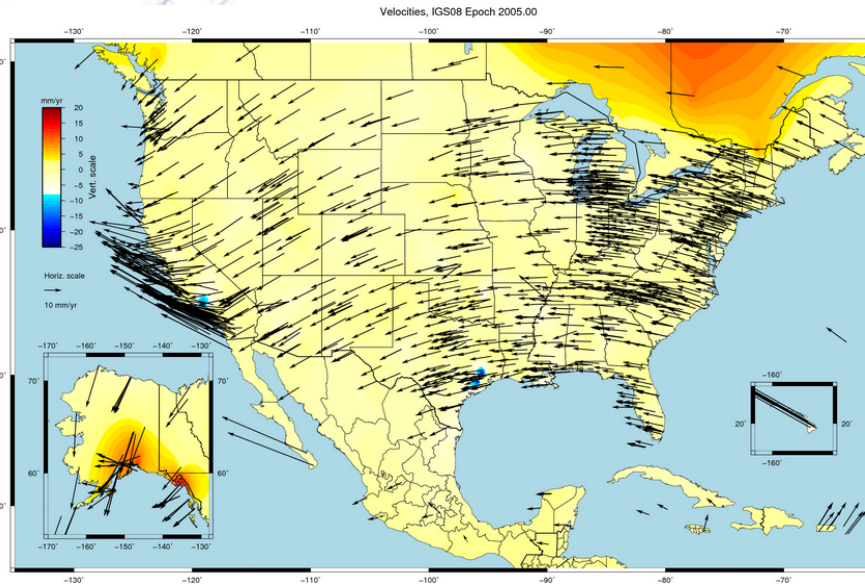 Velocities, IGS08 Epoch 2005.00
−130˚ −120˚ −110˚ −100˚ −90˚ −80˚ −70˚
mm/yr
20
15
10
5
0
−5
−10
−15
−20
−25
Vert. scale
Horiz. scale
10 mm/yr
−170˚ −160˚ −150˚ −140˚ −130˚
70˚ 70˚
60˚ 60˚
−170˚ −160˚ −150˚ −140˚ −130˚
−160˚
20˚ 20˚
−160˚
−130˚ −120˚ −110˚ −100˚ −90˚ −80˚ −70˚